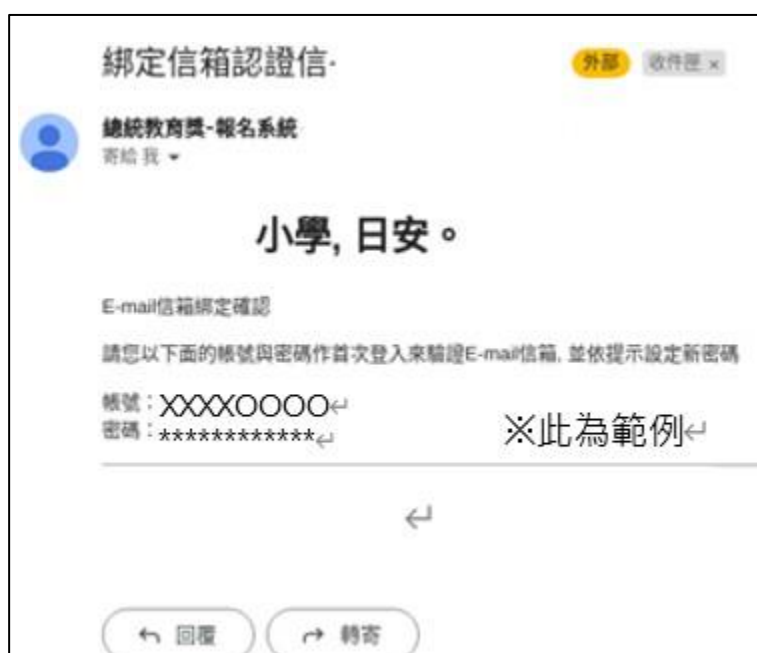 綁定信箱認證信
外部 收件匣 ×
總統教育獎-報名系統
寄給 我
小學, 日安。
E-mail信箱綁定確認
請您以下面的帳號與密碼作首次登入來驗證E-mail信箱, 並依提示設定新密碼
帳號：XXXXOOOO↵
密碼：************↵
※此為範例↵
↵
回覆
轉寄